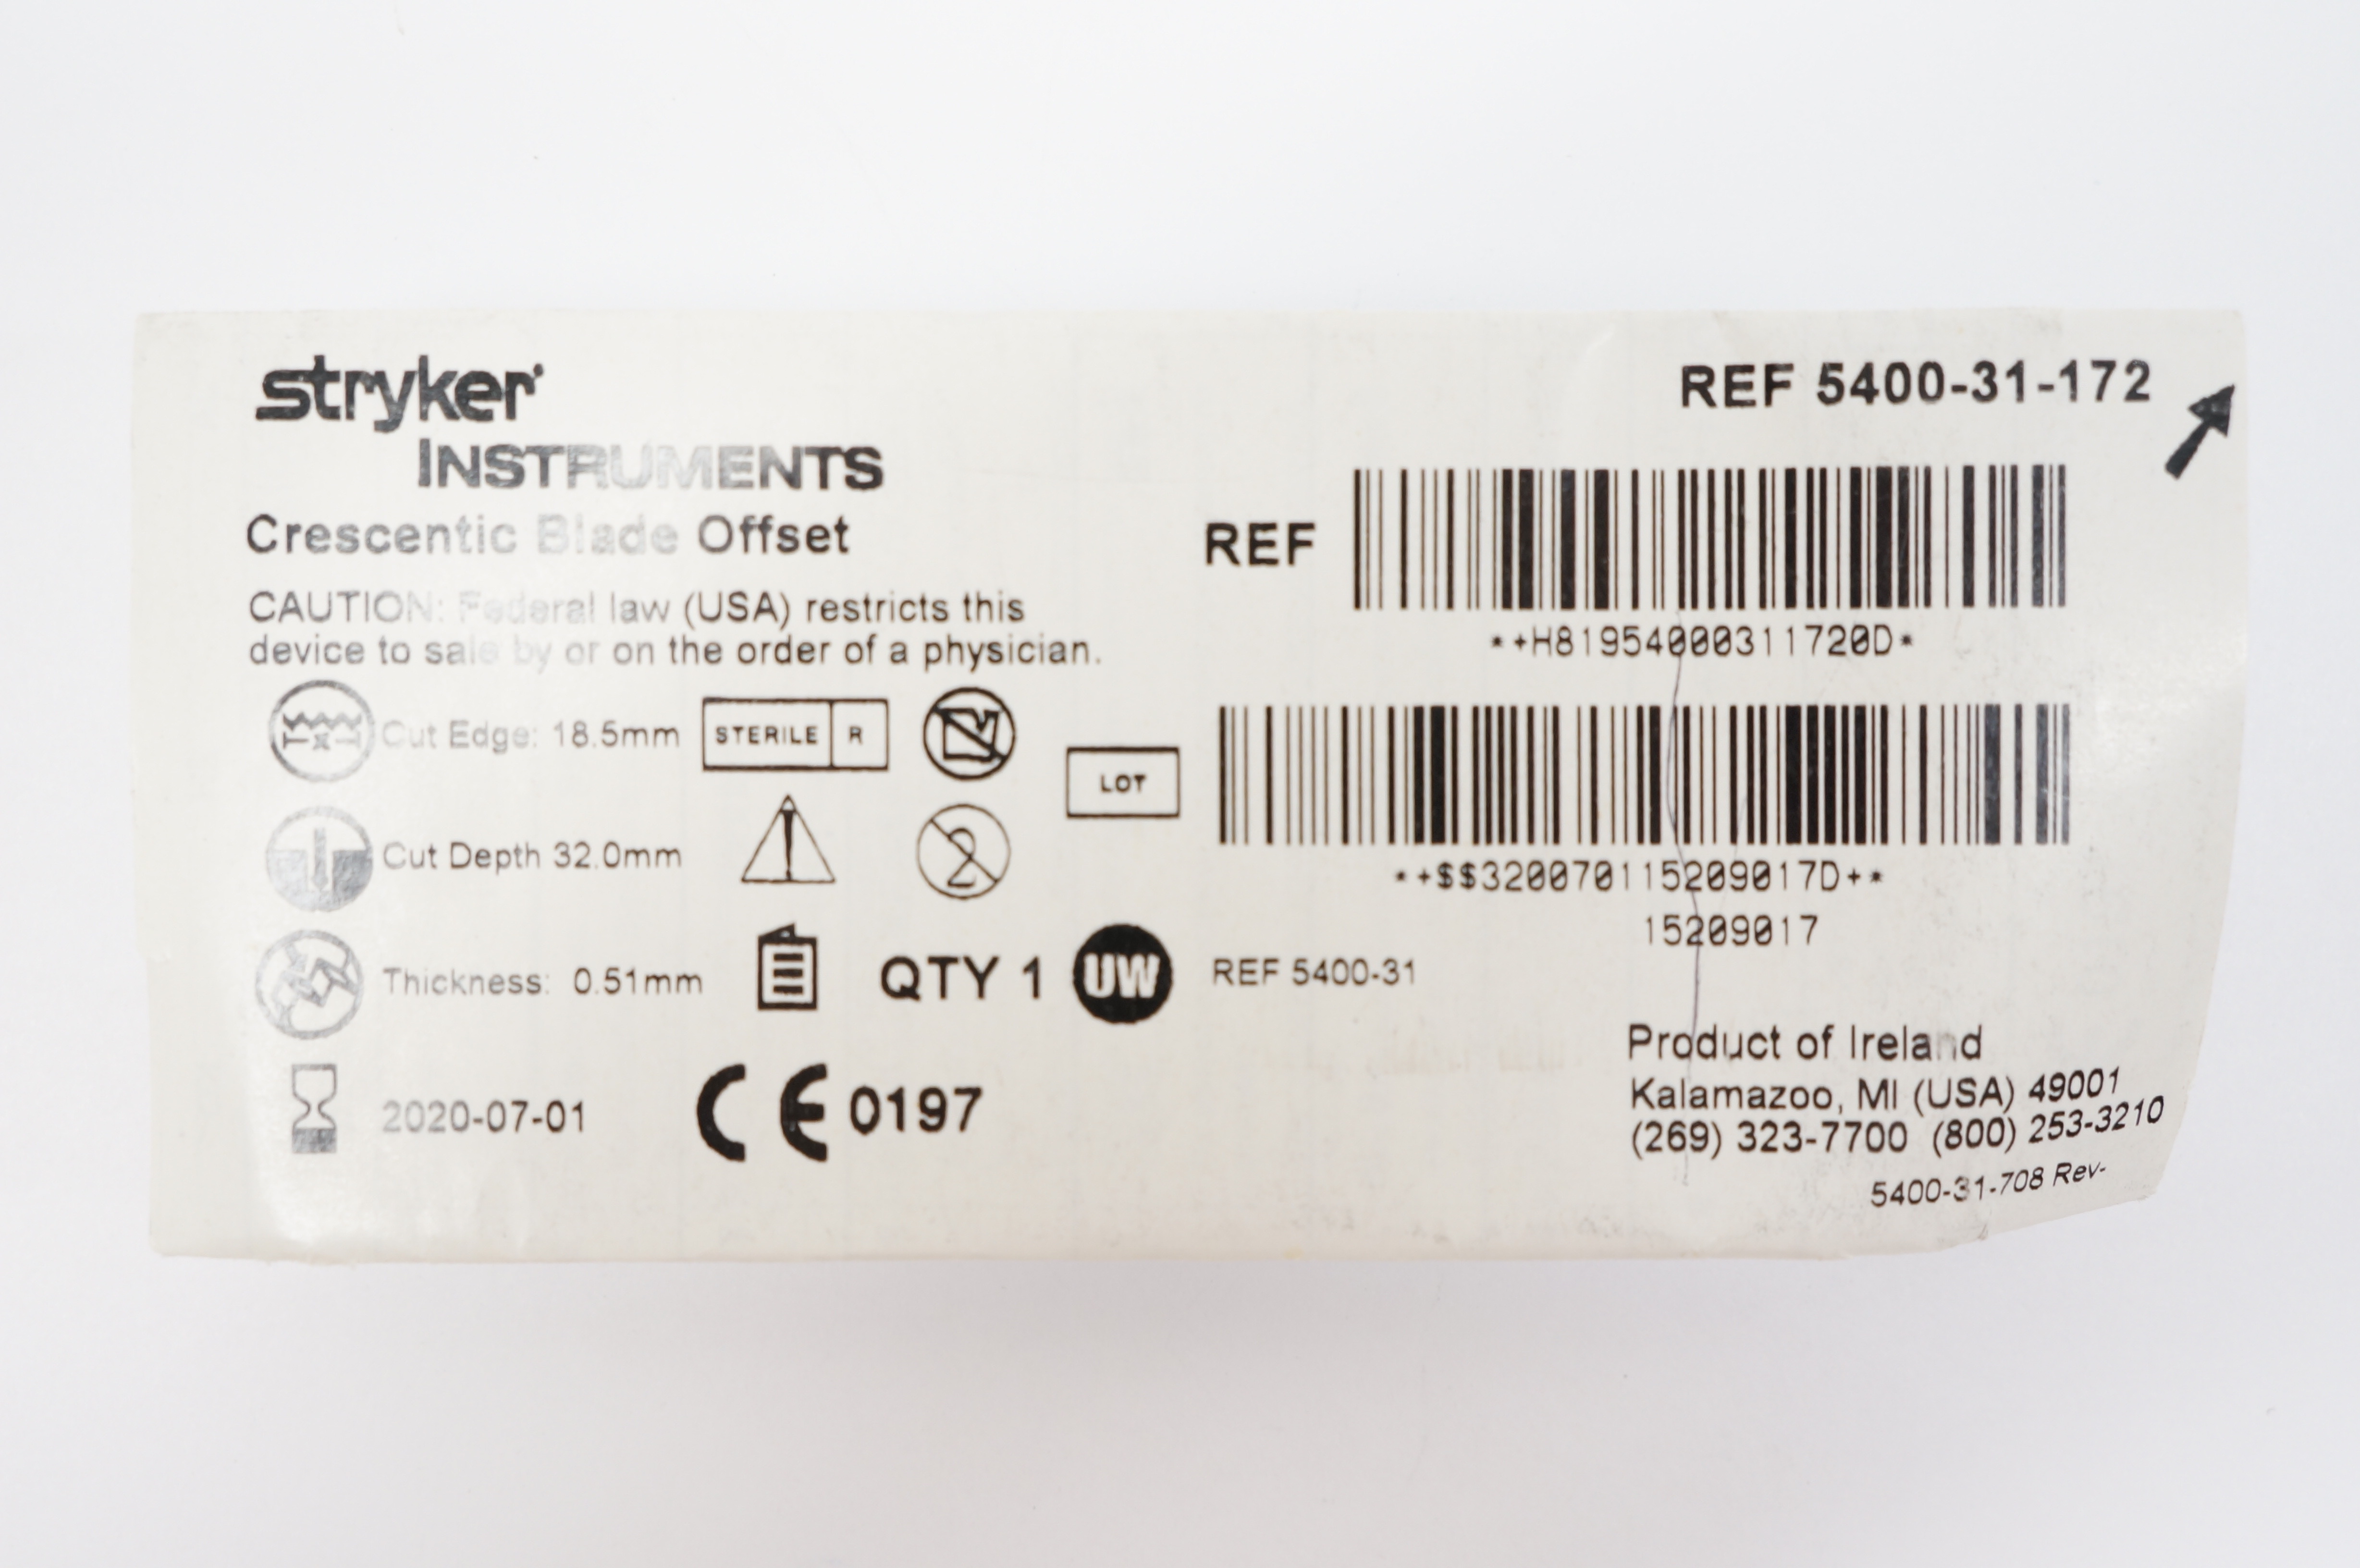 stryker
INSTRUMENTS
Crescentic Blade Offset
CAUTION: Federal law (USA) restricts this
device to sale by or on the order of a physician.
Cut Edge: 18.5mm
STERILE R
Cut Depth 32.0mm
2
Thickness: 0.51mm
QTY 1
UW
REF 5400-31
2020-07-01
CE 0197
REF 5400-31-172
REF
*+H81954000311720D*
LOT
*+$$320070115209017D+*
15209017
Product of Ireland
Kalamazoo, MI (USA) 49001
(269) 323-7700 (800) 253-3210
5400-31-708 Rev-